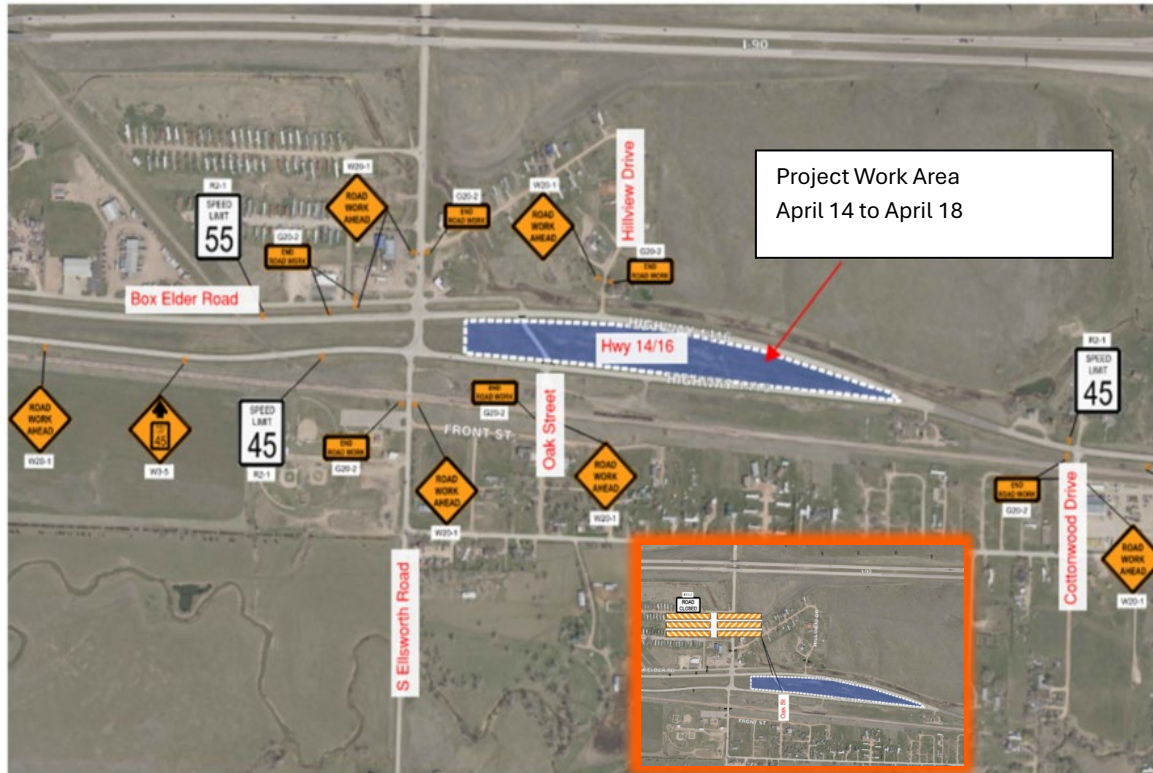 I-90
Project Work Area
April 14 to April 18
W20-1
ROAD
WORK
AHEAD
R2-1
SPEED
LIMIT
55
G20-2
END
ROAD WORK
G20-2
END
ROAD WORK
W20-1
ROAD
WORK
AHEAD
Hillview Drive
G20-2
END
ROAD WORK
Box Elder Road
Hwy 14/16
R2-1
SPEED
LIMIT
45
ROAD
WORK
AHEAD
W20-1
45
W3-5
SPEED
LIMIT
45
R2-1
END
ROAD WORK
G20-2
FRONT ST
END
ROAD WORK
G20-2
Oak Street
ROAD
WORK
AHEAD
W20-1
ROAD
WORK
AHEAD
W20-1
END
ROAD WORK
G20-2
Cottonwood Drive
ROAD
WORK
AHEAD
W20-1
S Ellsworth Road
ROAD
CLOSED
Oak St
FRONT ST